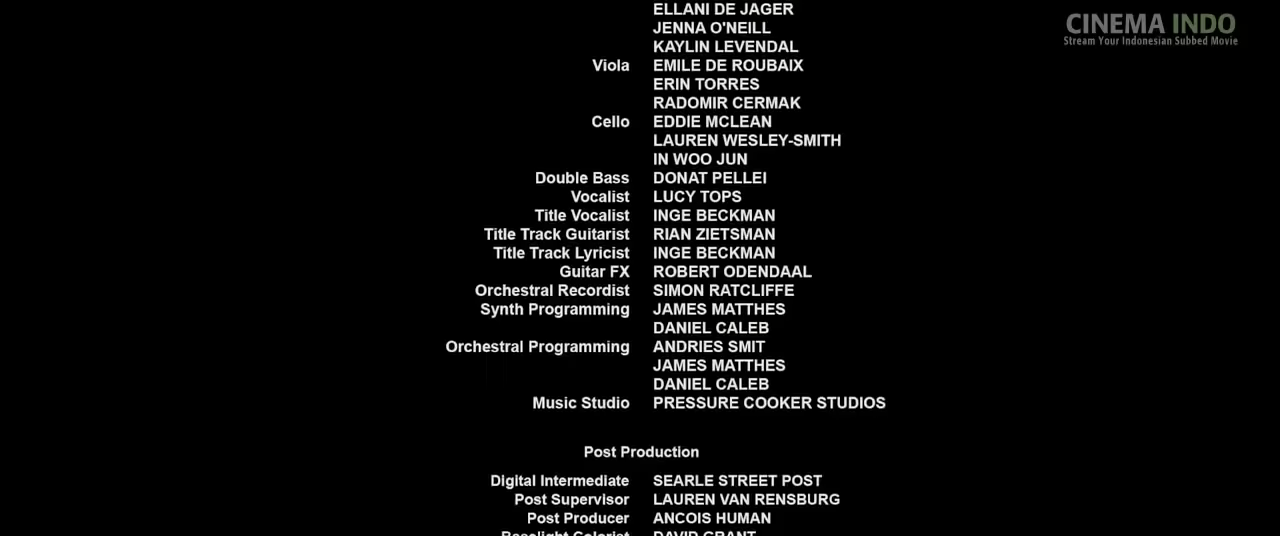 CINEMA INDO
Stream Your Indonesian Subbed Movie
ELLANI DE JAGER
JENNA O'NEILL
KAYLIN LEVENDAL
Viola EMILE DE ROUBAIX
ERIN TORRES
RADOMIR CERMAK
Cello EDDIE MCLEAN
LAUREN WESLEY-SMITH
IN WOO JUN
Double Bass DONAT PELLEI
Vocalist LUCY TOPS
Title Vocalist INGE BECKMAN
Title Track Guitarist RIAN ZIETSMAN
Title Track Lyricist INGE BECKMAN
Guitar FX ROBERT ODENDAAL
Orchestral Recordist SIMON RATCLIFFE
Synth Programming JAMES MATTHES
DANIEL CALEB
Orchestral Programming ANDRIES SMIT
JAMES MATTHES
DANIEL CALEB
Music Studio PRESSURE COOKER STUDIOS
Post Production
Digital Intermediate SEARLE STREET POST
Post Supervisor LAUREN VAN RENSBURG
Post Producer ANCOIS HUMAN
Baselight Colorist DAVID GRANT